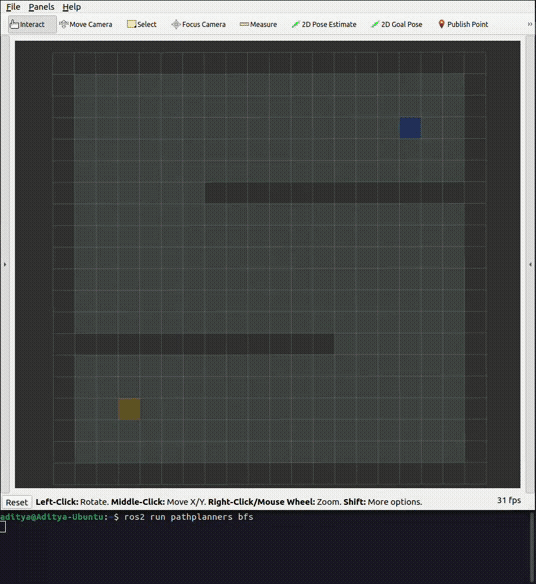 File Panels Help
Interact Move Camera Select Focus Camera Measure 2D Pose Estimate 2D Goal Pose Publish Point »
Reset Left-Click: Rotate. Middle-Click: Move X/Y. Right-Click/Mouse Wheel: Zoom. Shift: More options. 31 fps
aditya@Aditya-Ubuntu:~$ ros2 run pathplanners bfs